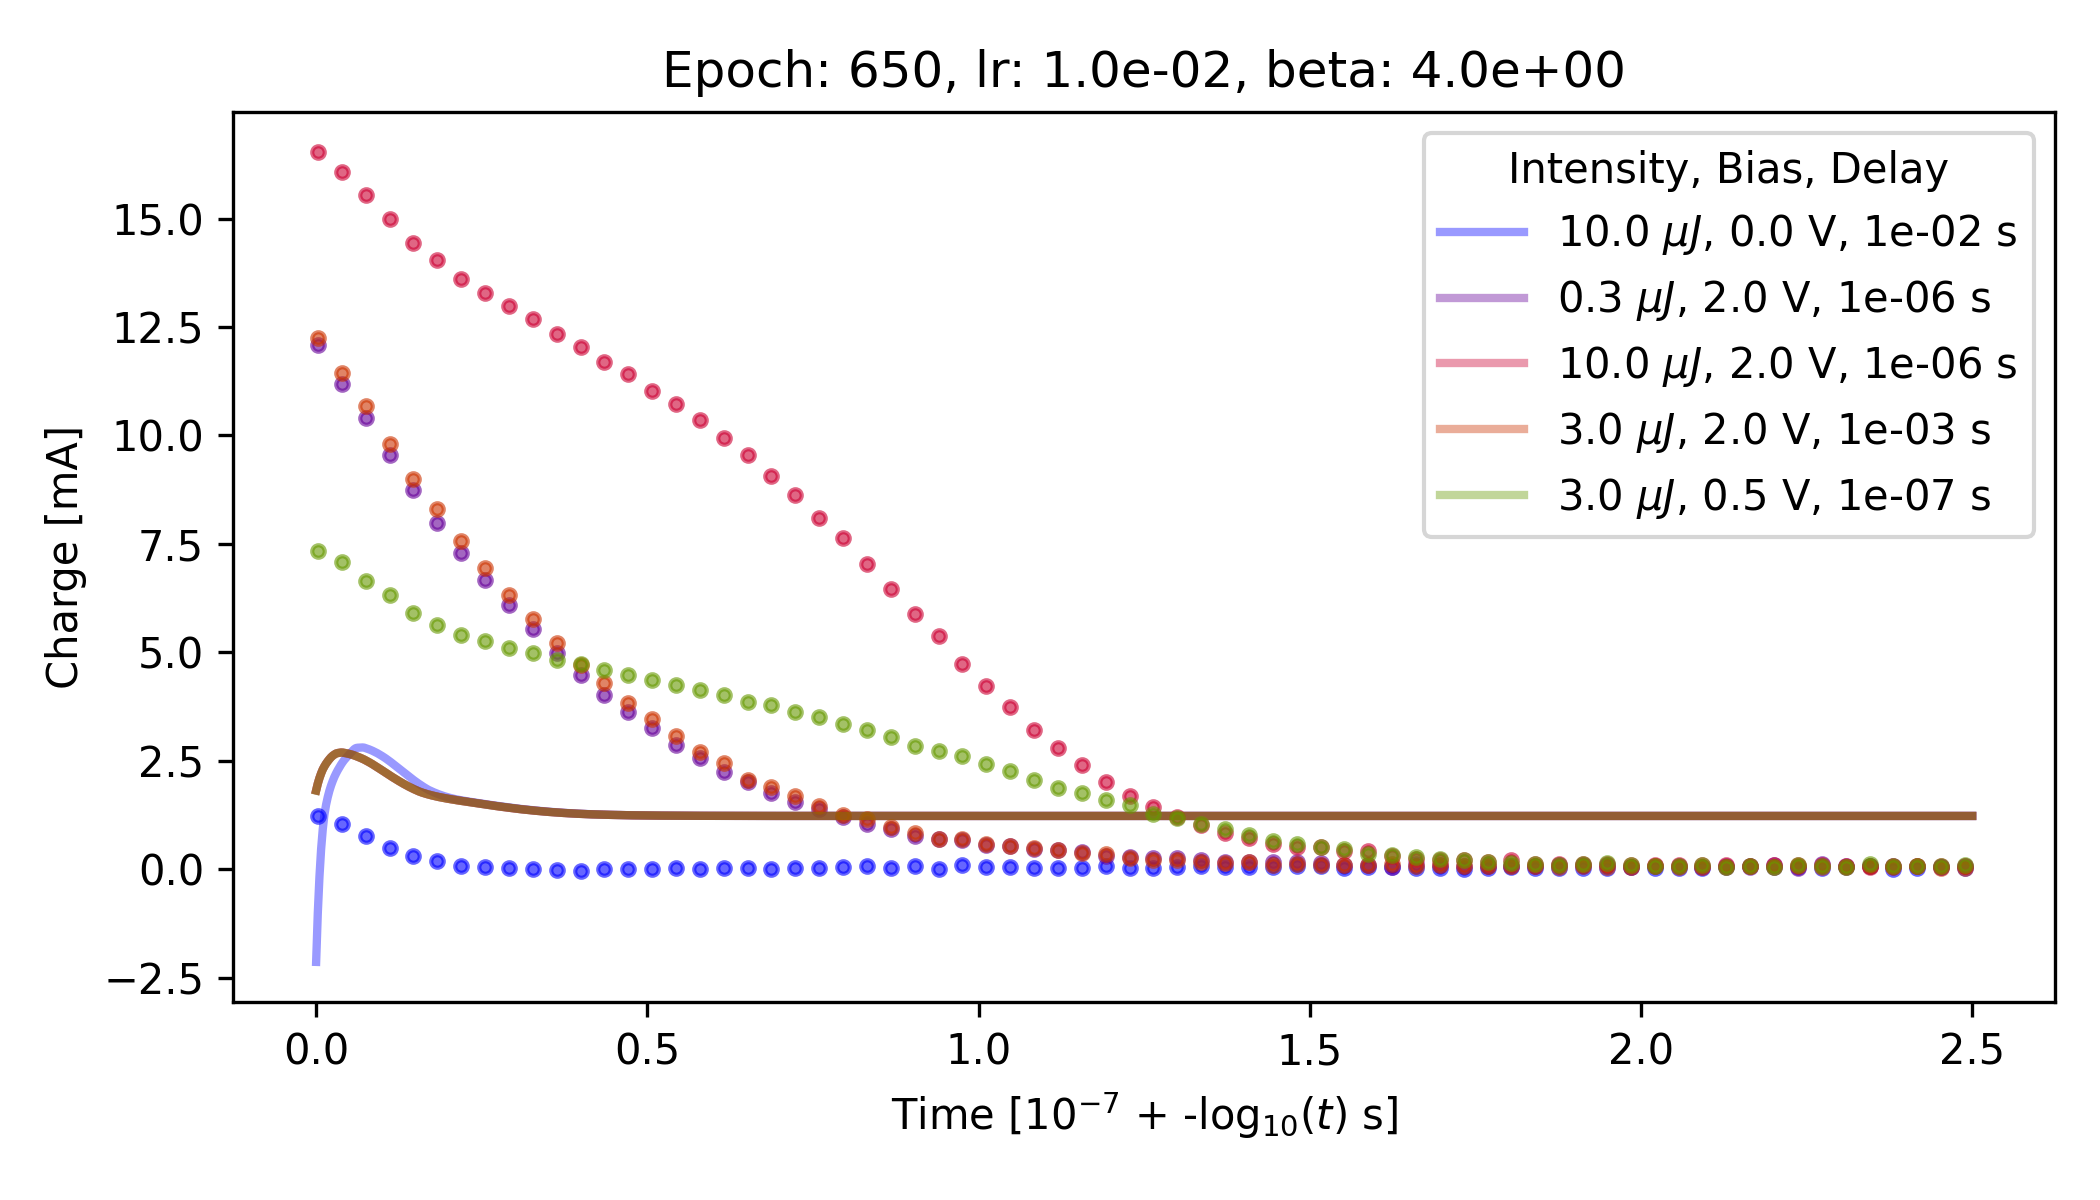 Epoch: 650, lr: 1.0e-02, beta: 4.0e+00
Intensity, Bias, Delay
10.0 μJ, 0.0 V, 1e-02 s
0.3 μJ, 2.0 V, 1e-06 s
10.0 μJ, 2.0 V, 1e-06 s
3.0 μJ, 2.0 V, 1e-03 s
3.0 μJ, 0.5 V, 1e-07 s
Charge [mA]
15.0
12.5
10.0
7.5
5.0
2.5
0.0
−2.5
0.0 0.5 1.0 1.5 2.0 2.5
Time [10⁻⁷ + -log₁₀(t) s]